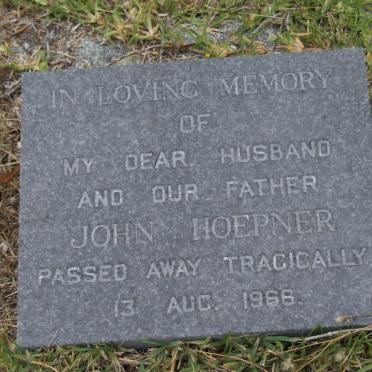 IN LOVING MEMORY
OF
MY DEAR HUSBAND
AND OUR FATHER
JOHN HOEPNER
PASSED AWAY TRAGICALLY
13 AUG. 1966.